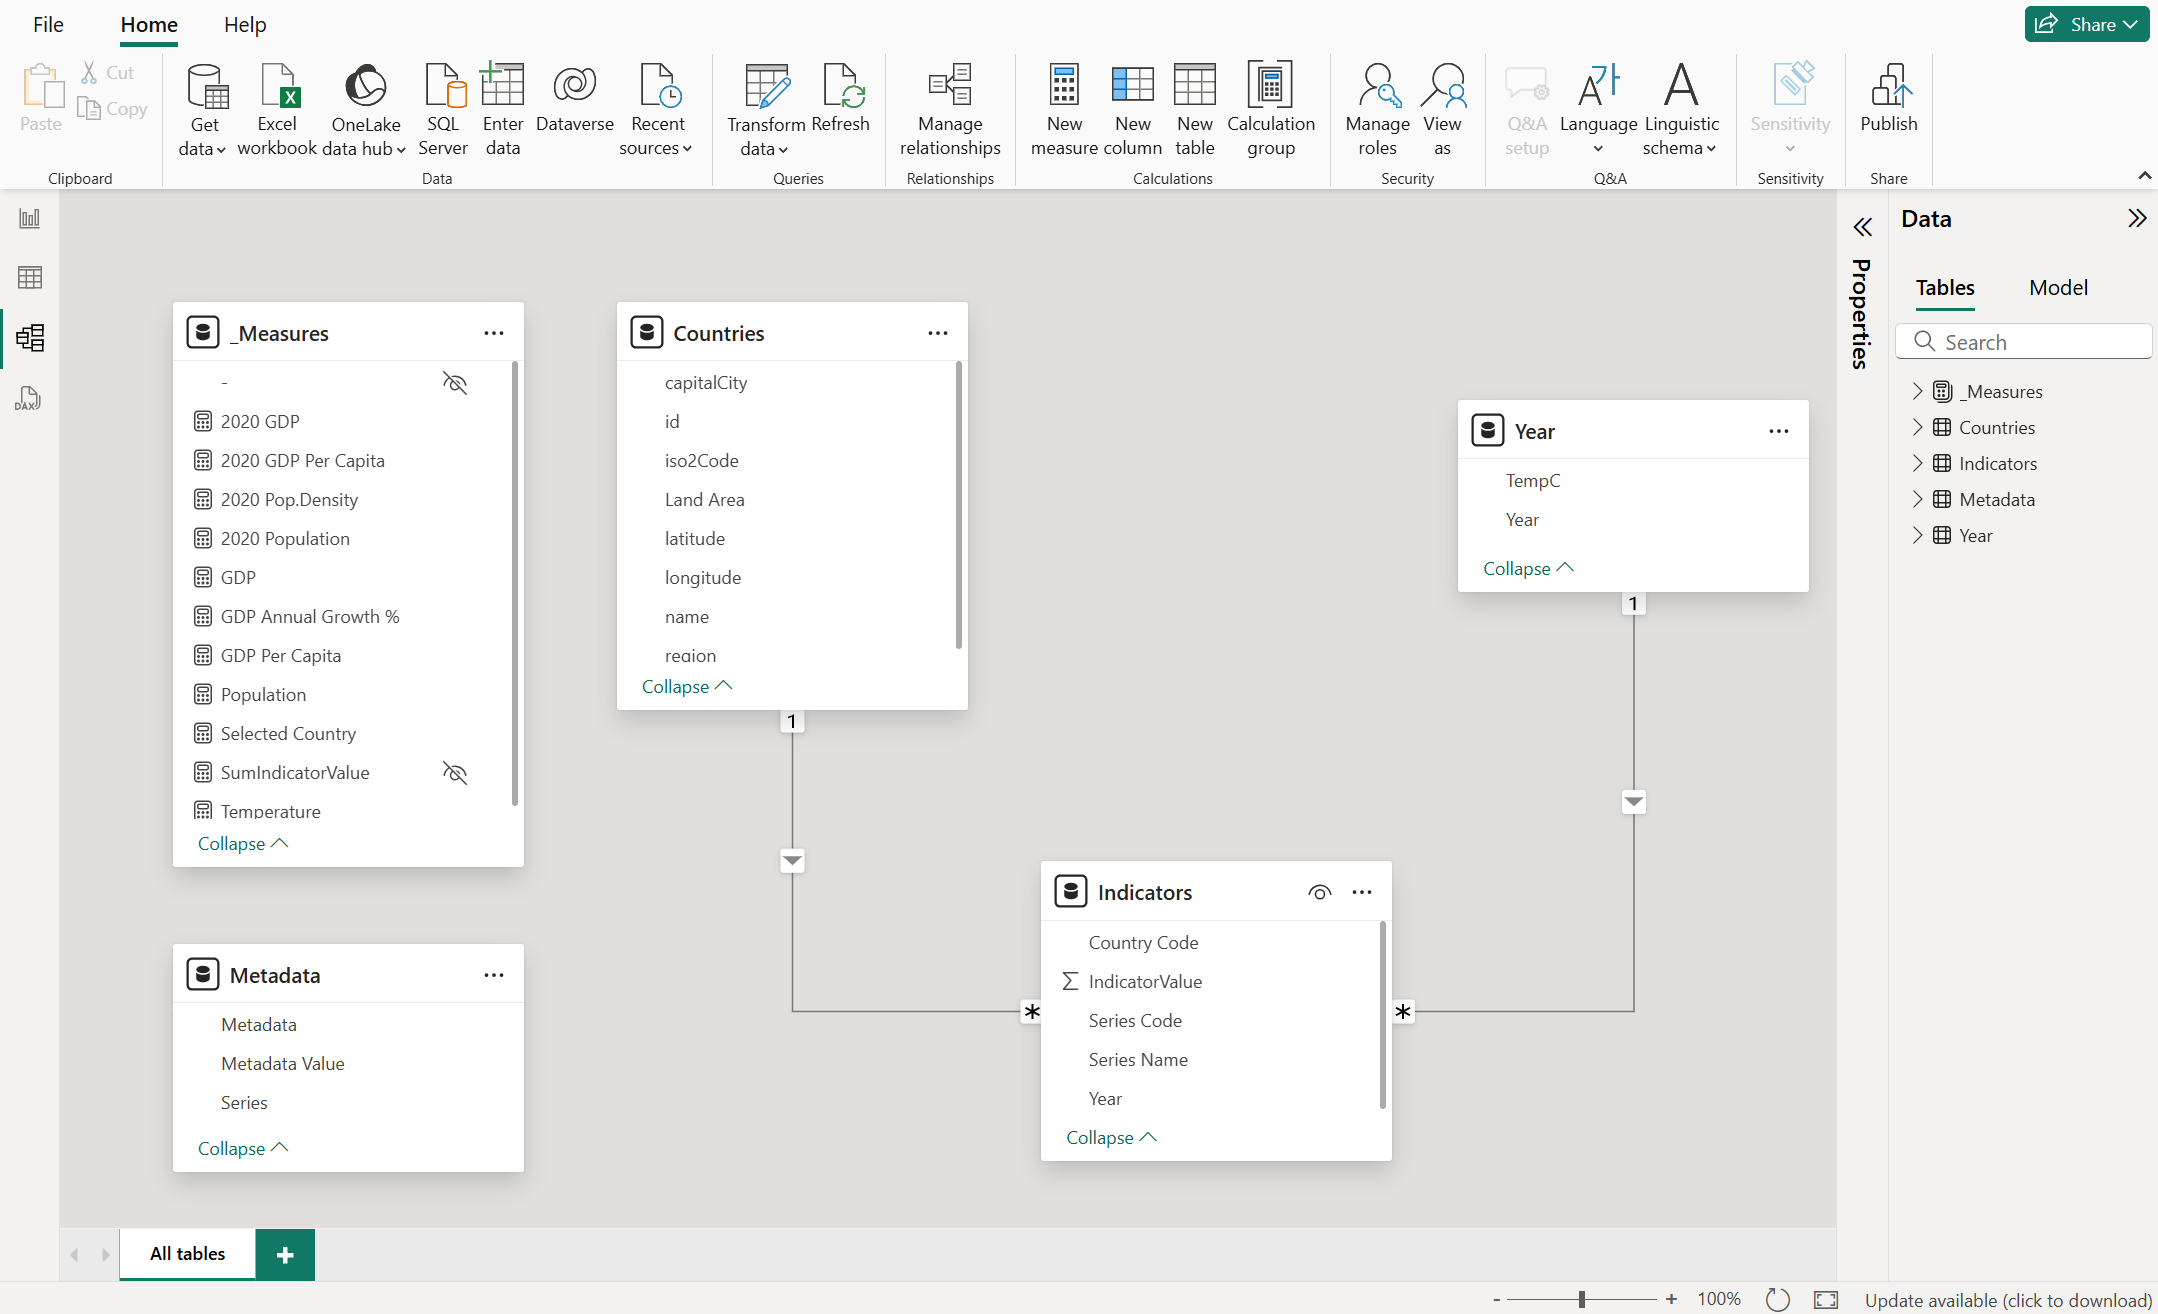 File Home Help Share
Paste Cut Copy
Get data
Excel workbook
OneLake data hub
SQL Server
Enter data
Dataverse
Recent sources
Transform data
Refresh
Manage relationships
New measure
New column
New table
Calculation group
Manage roles
View as
Q&A setup
Language
Linguistic schema
Sensitivity
Publish
Clipboard Data Queries Relationships Calculations Security Q&A Sensitivity Share
DAX
_Measures
-
2020 GDP
2020 GDP Per Capita
2020 Pop.Density
2020 Population
GDP
GDP Annual Growth %
GDP Per Capita
Population
Selected Country
SumIndicatorValue
Temperature
Collapse
Countries
capitalCity
id
iso2Code
Land Area
latitude
longitude
name
region
Collapse
1
Year
TempC
Year
Collapse
1
Metadata
Metadata
Metadata Value
Series
Collapse
Indicators
Country Code
Σ IndicatorValue
Series Code
Series Name
Year
Collapse
*
*
Properties
Data
Tables Model
Search
_Measures
Countries
Indicators
Metadata
Year
All tables +
- + 100% Update available (click to download)